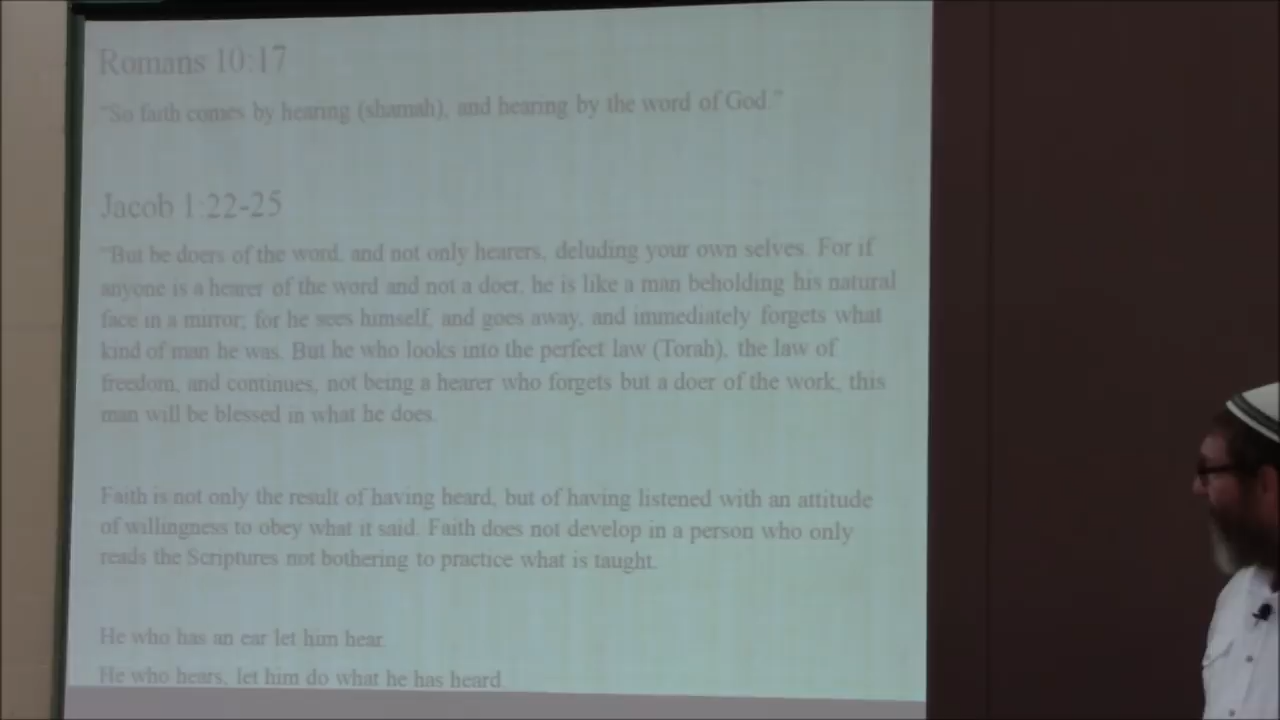 Romans 10:17
"So faith comes by hearing (shamah), and hearing by the word of God."
Jacob 1:22-25
"But be doers of the word, and not only hearers, deluding your own selves. For if
anyone is a hearer of the word and not a doer, he is like a man beholding his natural
face in a mirror; for he sees himself, and goes away, and immediately forgets what
kind of man he was. But he who looks into the perfect law (Torah), the law of
freedom, and continues, not being a hearer who forgets but a doer of the work, this
man will be blessed in what he does.
Faith is not only the result of having heard, but of having listened with an attitude
of willingness to obey what it said. Faith does not develop in a person who only
reads the Scriptures not bothering to practice what is taught.
He who has an ear let him hear.
He who hears, let him do what he has heard.